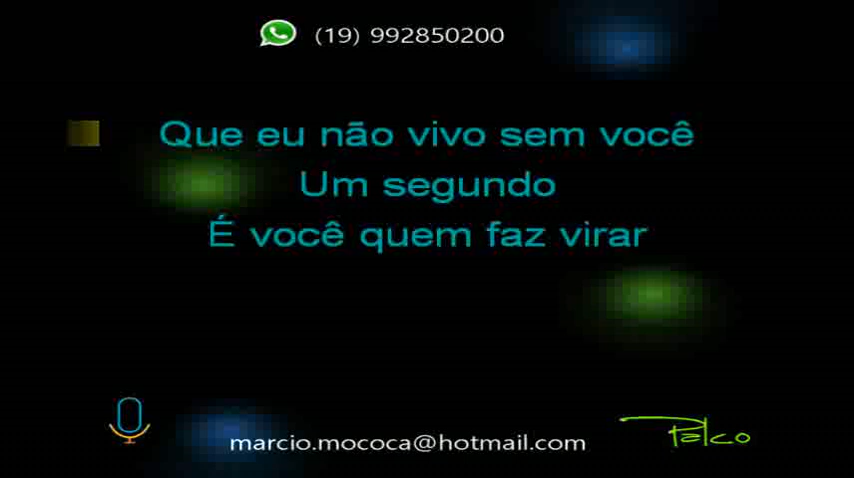 (19) 992850200
Que eu não vivo sem você
Um segundo
É você quem faz virar
marcio.mococa@hotmail.com
Palco